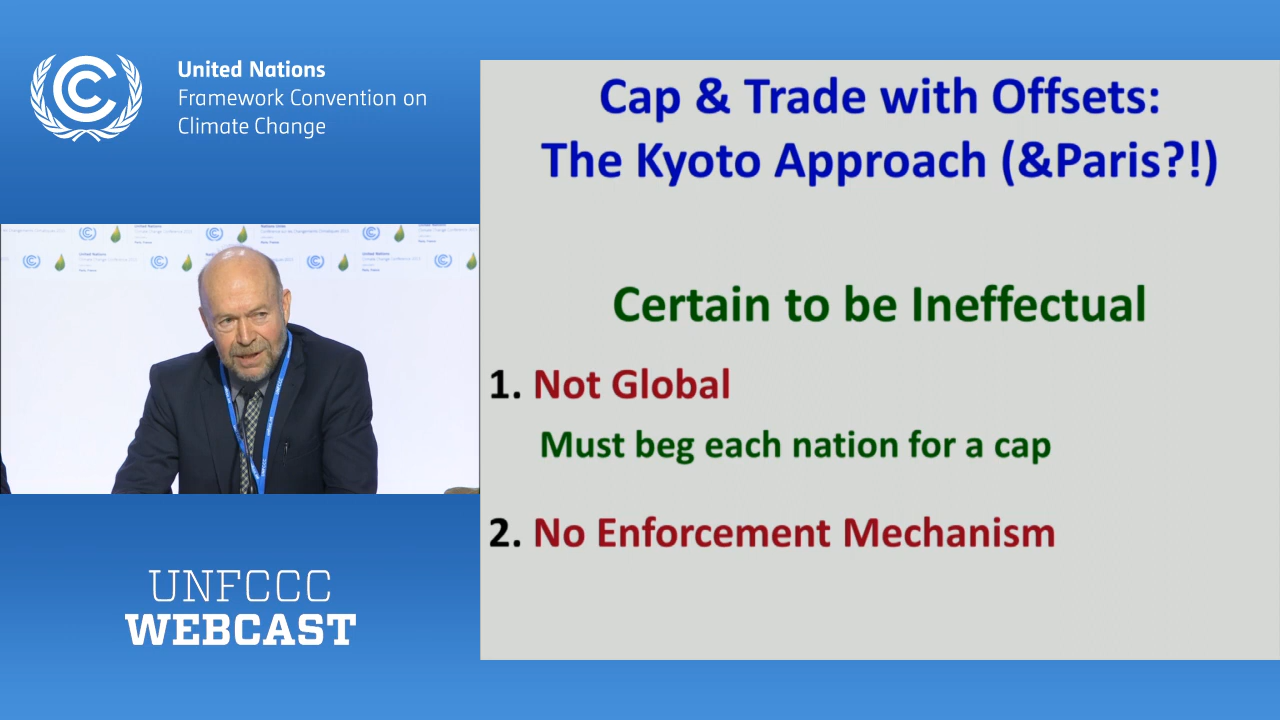 United Nations
Framework Convention on
Climate Change
Cap & Trade with Offsets:
The Kyoto Approach (&Paris?!)
Certain to be Ineffectual
1. Not Global
Must beg each nation for a cap
2. No Enforcement Mechanism
UNFCCC
WEBCAST